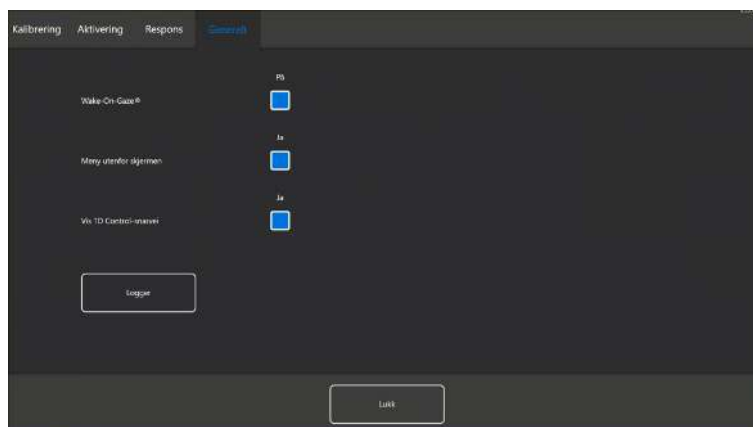 Kalibrering Aktivering Respons Generelt
På
Wake-On-Gaze®
Ja
Meny utenfor skjermen
Ja
Vis TD Control-snarvei
Logger
Lukk